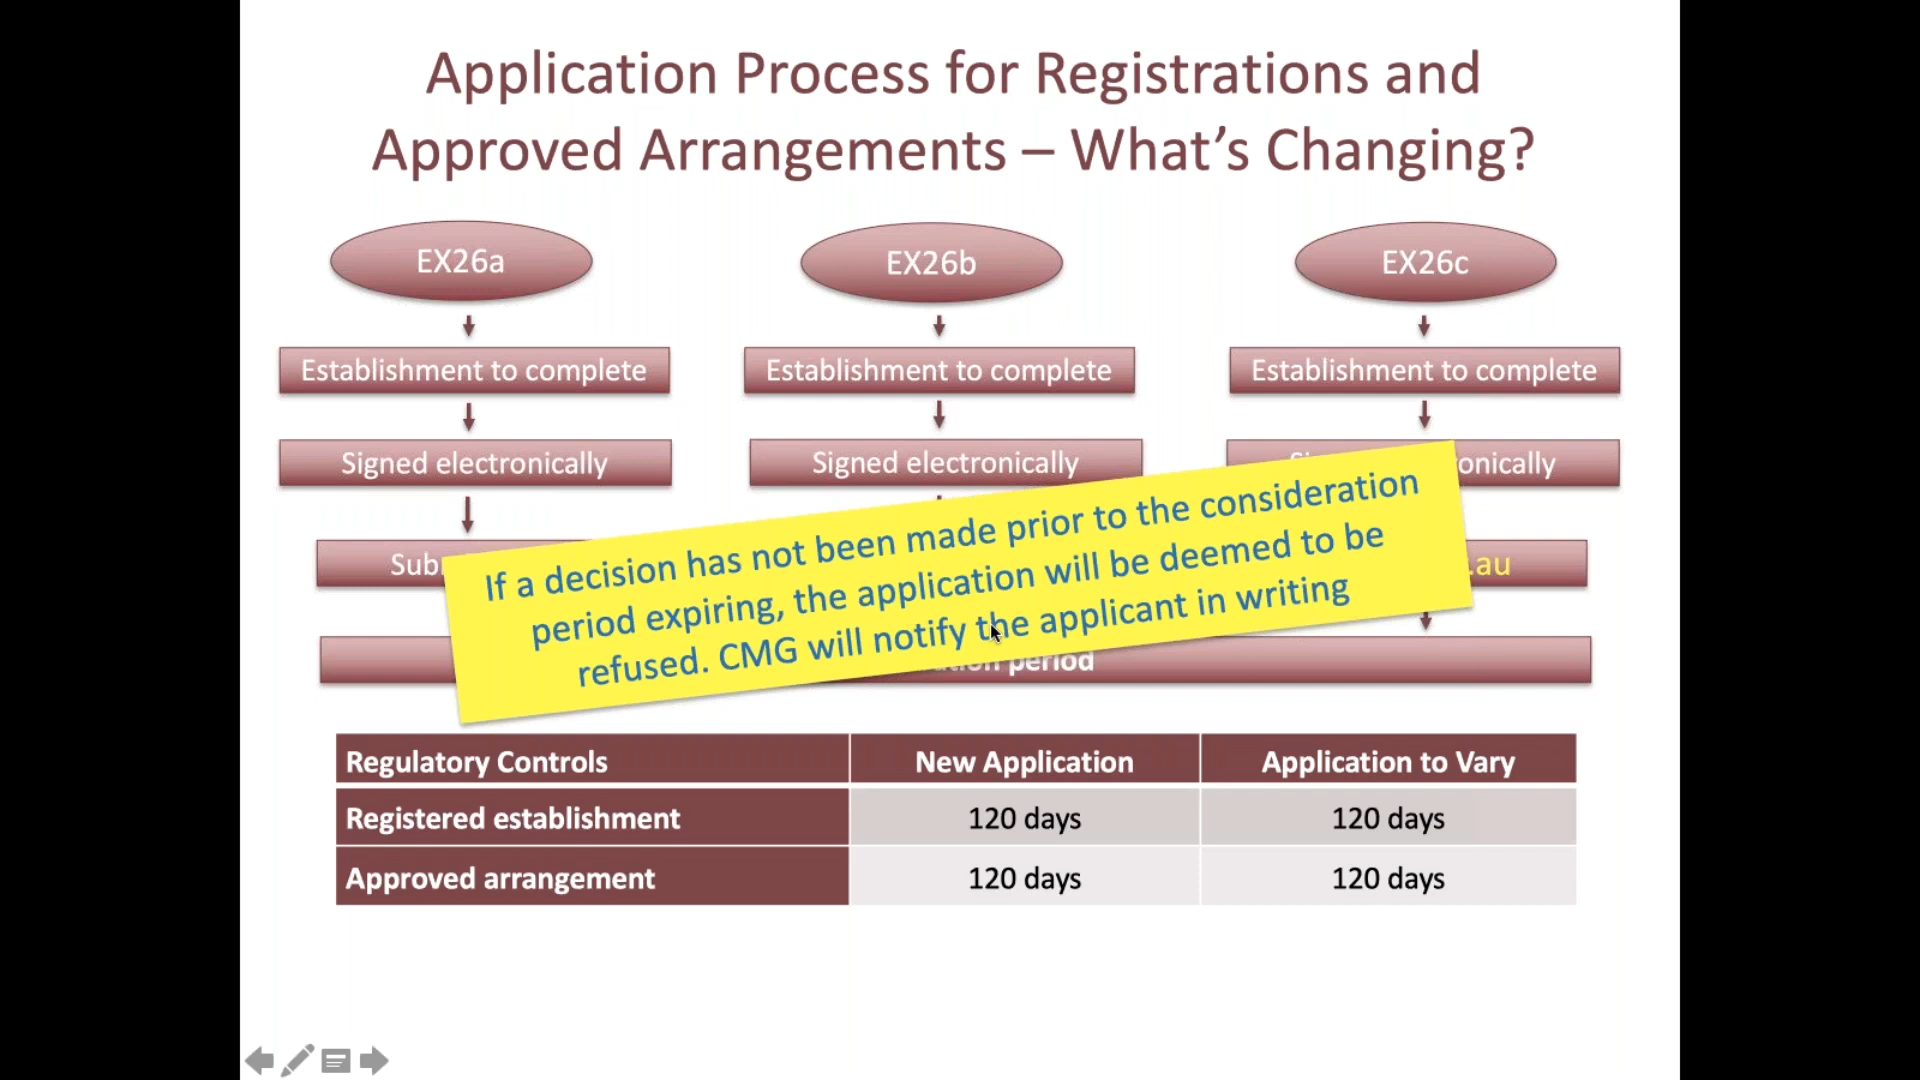 Application Process for Registrations and
Approved Arrangements – What's Changing?
EX26a
EX26b
EX26c
Establishment to complete
Establishment to complete
Establishment to complete
Signed electronically
Signed electronically
If a decision has not been made prior to the consideration
period expiring, the application will be deemed to be
refused. CMG will notify the applicant in writing
.au
period
Regulatory Controls New Application Application to Vary
Registered establishment 120 days 120 days
Approved arrangement 120 days 120 days